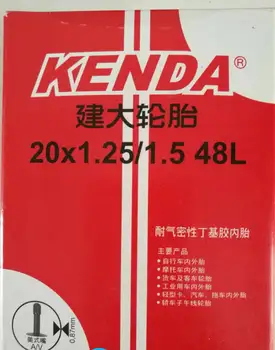 KENDA®
建大轮胎
20x1.25/1.5 48L
耐气密性丁基胶内胎
主要产品：
• 自行车内外胎
• 摩托车内外胎
• 货车及客车轮胎
• 工业用车内外胎
• 轻型卡、汽车、拖车内外胎
• 轿车子午线轮胎
美式嘴
A/V
0.87mm